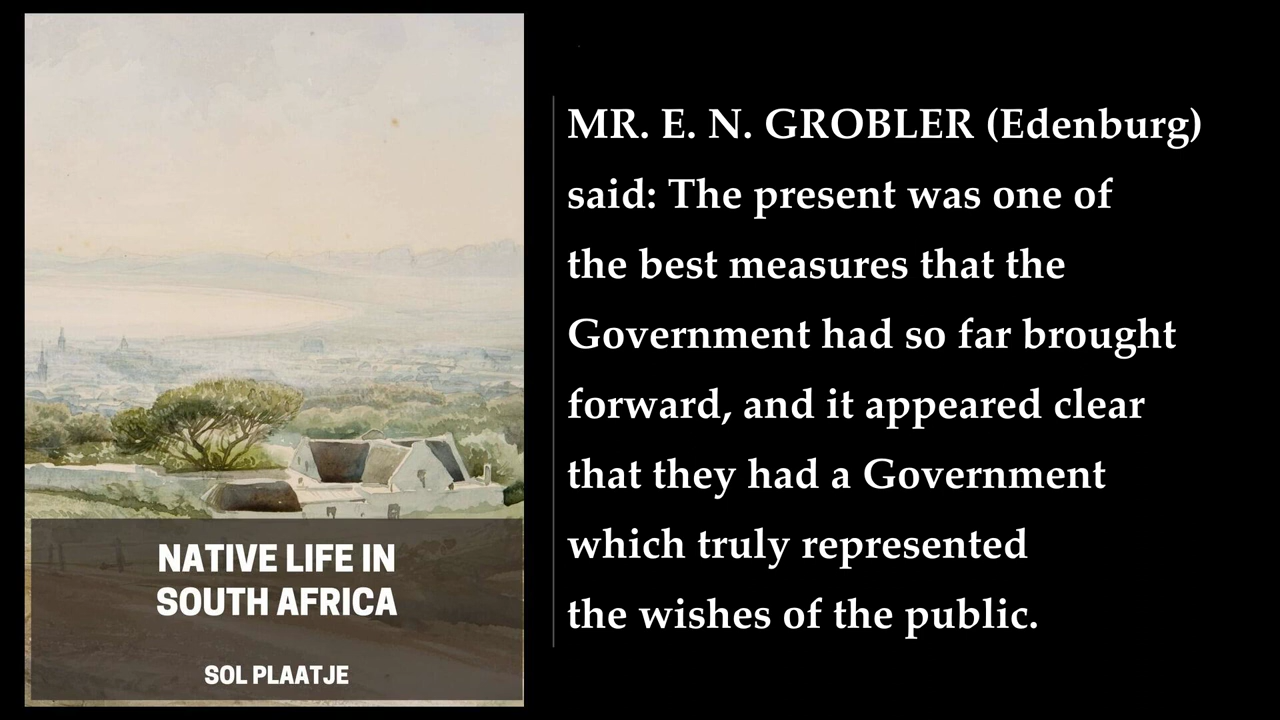 NATIVE LIFE IN
SOUTH AFRICA
SOL PLAATJE
MR. E. N. GROBLER (Edenburg)
said: The present was one of
the best measures that the
Government had so far brought
forward, and it appeared clear
that they had a Government
which truly represented
the wishes of the public.